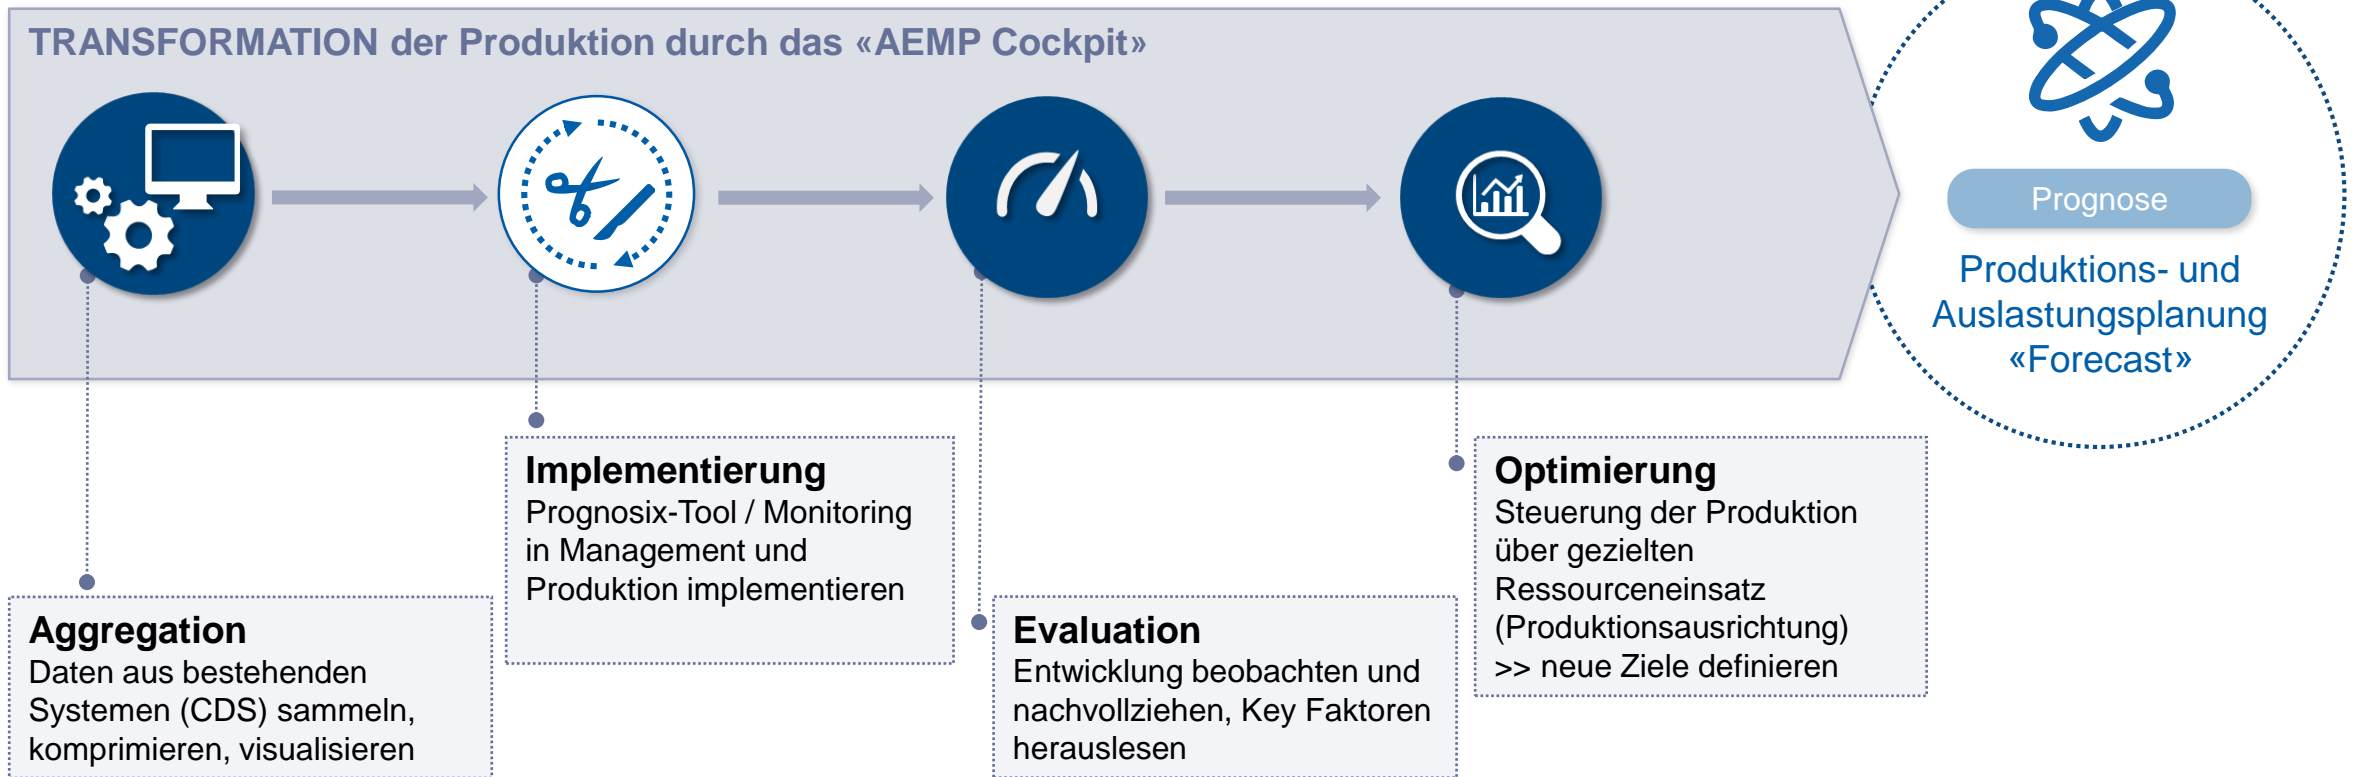 TRANSFORMATION der Produktion durch das «AEMP Cockpit»
Prognose
Produktions- und
Auslastungsplanung
«Forecast»
Aggregation
Daten aus bestehenden
Systemen (CDS) sammeln,
komprimieren, visualisieren
Implementierung
Prognosix-Tool / Monitoring
in Management und
Produktion implementieren
Evaluation
Entwicklung beobachten und
nachvollziehen, Key Faktoren
herauslesen
Optimierung
Steuerung der Produktion
über gezielten
Ressourceneinsatz
(Produktionsausrichtung)
>> neue Ziele definieren